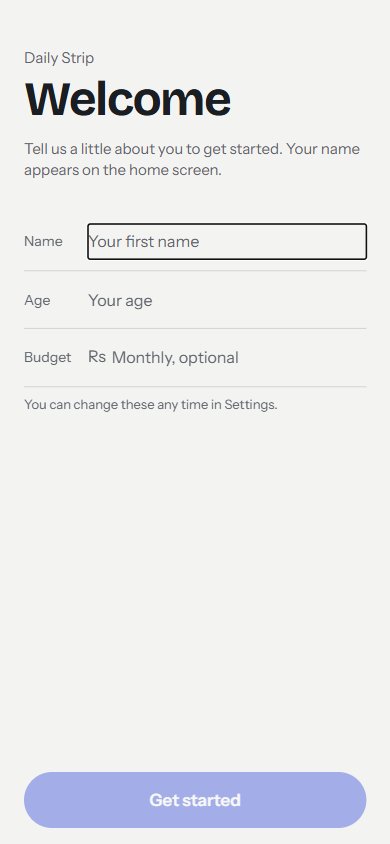 Daily Strip
Welcome
Tell us a little about you to get started. Your name
appears on the home screen.
Name Your first name
Age Your age
Budget Rs Monthly, optional
You can change these any time in Settings.
Get started